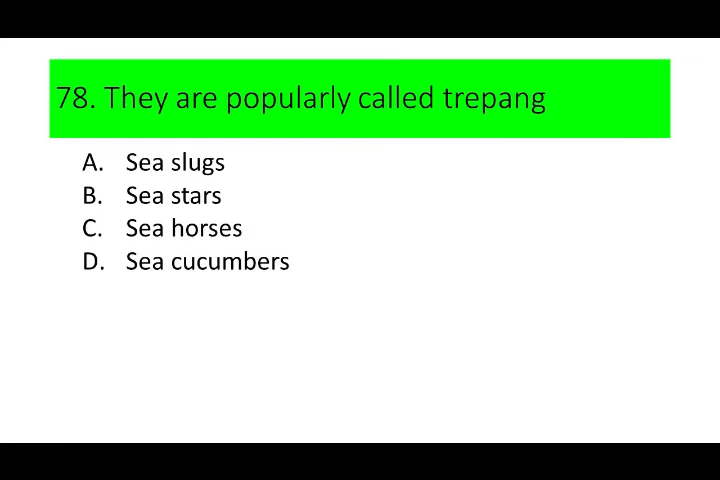 78. They are popularly called trepang
A. Sea slugs
B. Sea stars
C. Sea horses
D. Sea cucumbers